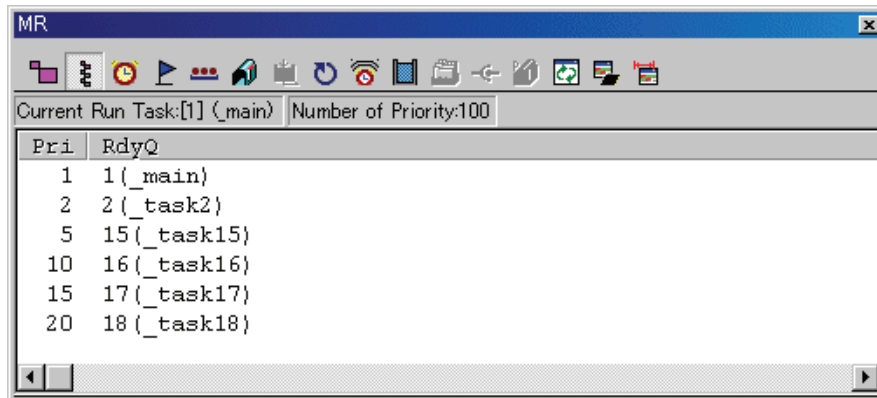 MR
Current Run Task:[1] (_main) Number of Priority:100
Pri RdyQ
1 1(_main)
2 2(_task2)
5 15(_task15)
10 16(_task16)
15 17(_task17)
20 18(_task18)